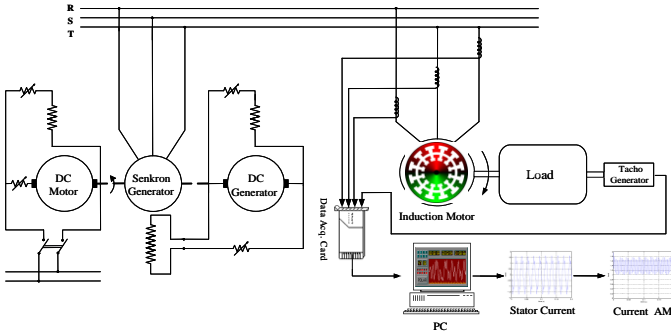 R
S
T
DC
Motor
Senkron
Generator
DC
Generator
Induction Motor
Load
Tacho
Generator
Data Acq. Card
PC
Stator Current
Current AM